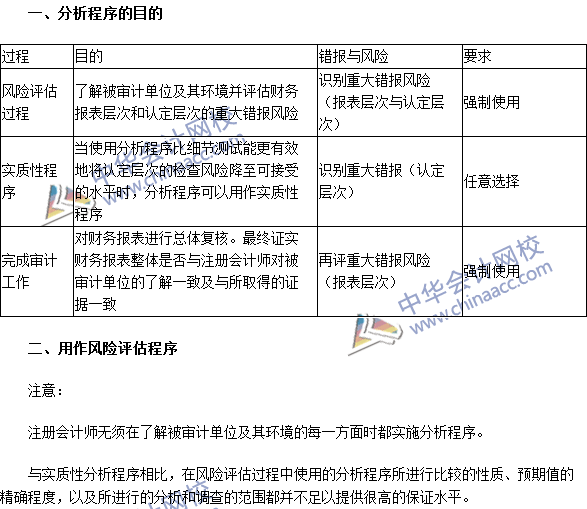 一、分析程序的目的
过程 目的 错报与风险 要求
风险评估
过程
了解被审计单位及其环境并评估财务
报表层次和认定层次的重大错报风险
识别重大错报风险
（报表层次与认定层
次）
强制使用
实质性程
序
当使用分析程序比细节测试能更有效
地将认定层次的检查风险降至可接受
的水平时，分析程序可以用作实质性
程序
识别重大错报（认定
层次）
任意选择
完成审计
工作
对财务报表进行总体复核。最终证实
财务报表整体是否与注册会计师对被
审计单位的了解一致及与所取得的证
据一致
再评重大错报风险
（报表层次）
强制使用
中华会计网校
www.chinaacc.com
中华会计网校
www.chinaacc.com
二、用作风险评估程序
注意：
注册会计师无须在了解被审计单位及其环境的每一方面时都实施分析程序。
与实质性分析程序相比，在风险评估过程中使用的分析程序所进行比较的性质、预期值的
精确程度，以及所进行的分析和调查的范围都并不足以提供很高的保证水平。